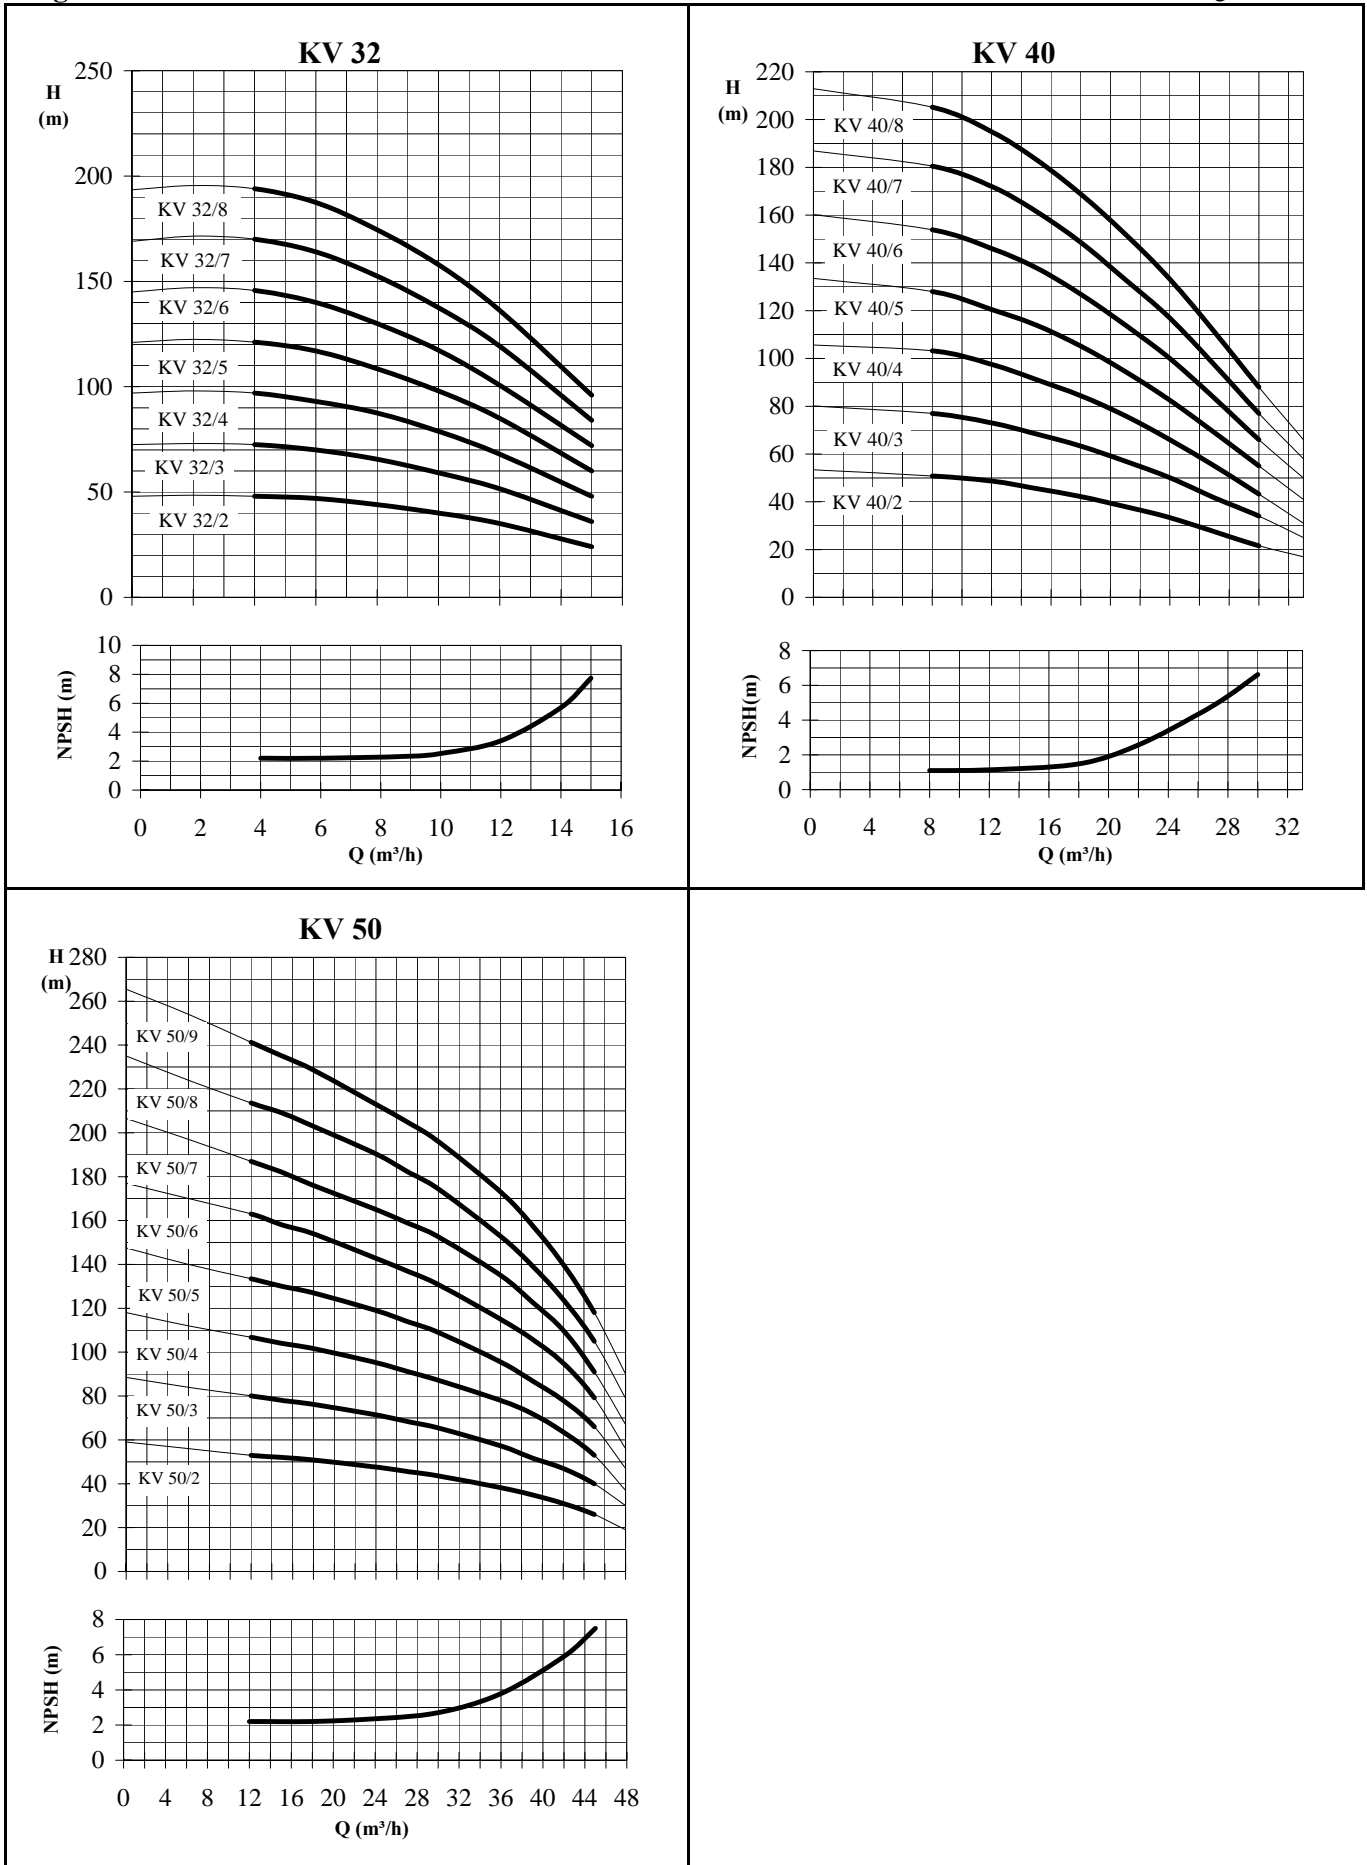 KV 32
H
(m)
250
200
150
100
50
0
KV 32/8
KV 32/7
KV 32/6
KV 32/5
KV 32/4
KV 32/3
KV 32/2
NPSH (m)
10
8
6
4
2
0
0 2 4 6 8 10 12 14 16
Q (m³/h)
KV 40
H
(m)
220
200
180
160
140
120
100
80
60
40
20
0
KV 40/8
KV 40/7
KV 40/6
KV 40/5
KV 40/4
KV 40/3
KV 40/2
NPSH(m)
8
6
4
2
0
0 4 8 12 16 20 24 28 32
Q (m³/h)
KV 50
H
(m)
280
260
240
220
200
180
160
140
120
100
80
60
40
20
0
KV 50/9
KV 50/8
KV 50/7
KV 50/6
KV 50/5
KV 50/4
KV 50/3
KV 50/2
NPSH (m)
8
6
4
2
0
0 4 8 12 16 20 24 28 32 36 40 44 48
Q (m³/h)